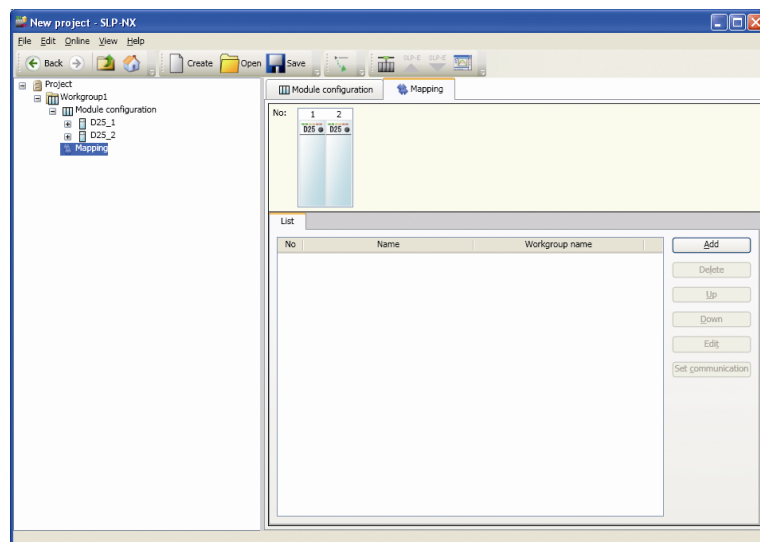 New project - SLP-NX
File Edit Online View Help
Back Create Open Save SLP-E SLP-E
Project
Workgroup1
Module configuration
D25_1
D25_2
Mapping
Module configuration Mapping
No: 1 2
D25 D25
List
No Name Workgroup name
Add
Delete
Up
Down
Edit
Set communication